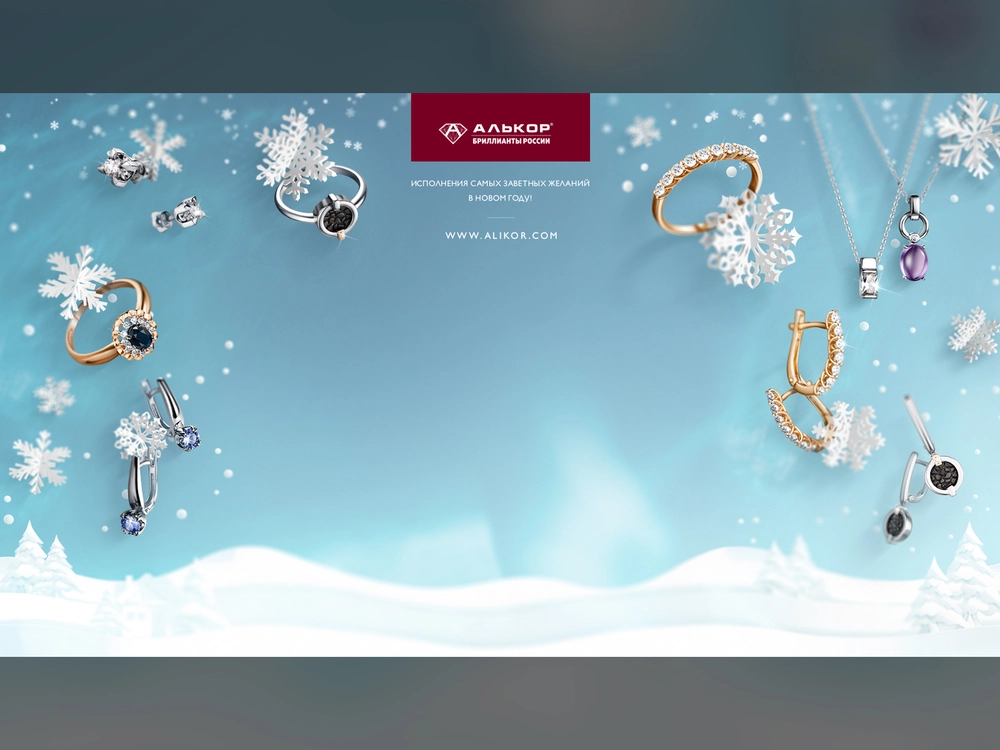 АЛЬКОР®
БРИЛЛИАНТЫ РОССИИ
ИСПОЛНЕНИЯ САМЫХ ЗАВЕТНЫХ ЖЕЛАНИЙ
В НОВОМ ГОДУ!
WWW.ALIKOR.COM